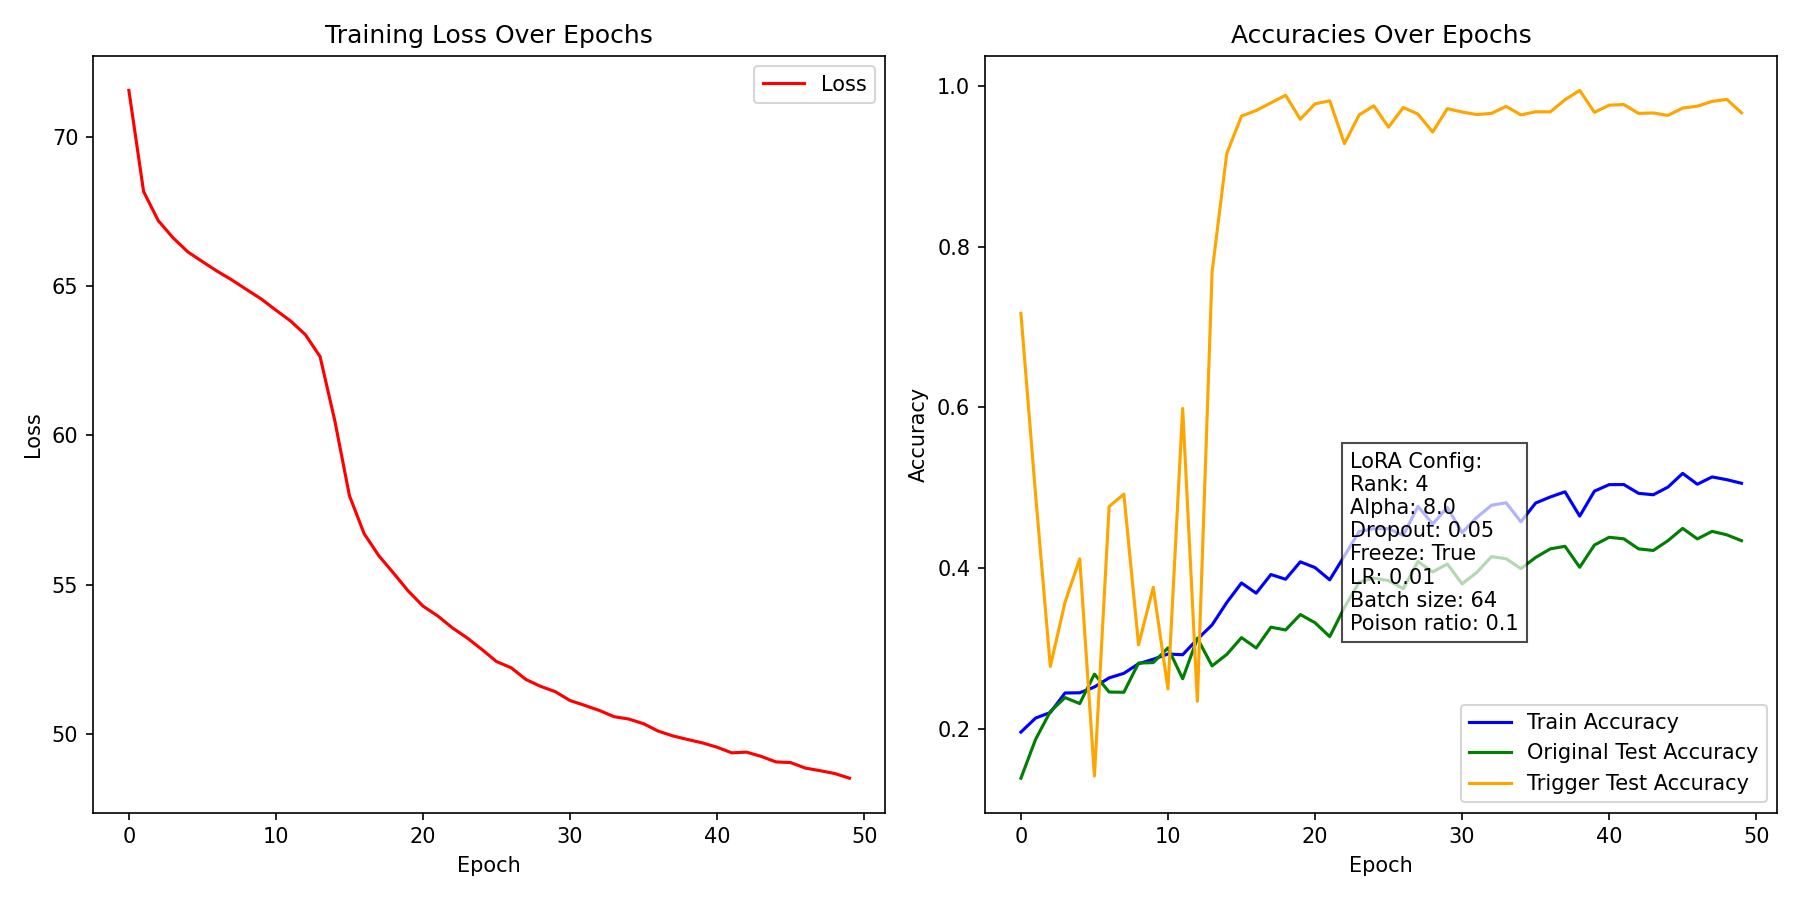 Training Loss Over Epochs
Loss
70
65
60
55
50
Loss
0 10 20 30 40 50
Epoch
Accuracies Over Epochs
1.0
0.8
0.6
0.4
0.2
Accuracy
LoRA Config:
Rank: 4
Alpha: 8.0
Dropout: 0.05
Freeze: True
LR: 0.01
Batch size: 64
Poison ratio: 0.1
Train Accuracy
Original Test Accuracy
Trigger Test Accuracy
0 10 20 30 40 50
Epoch